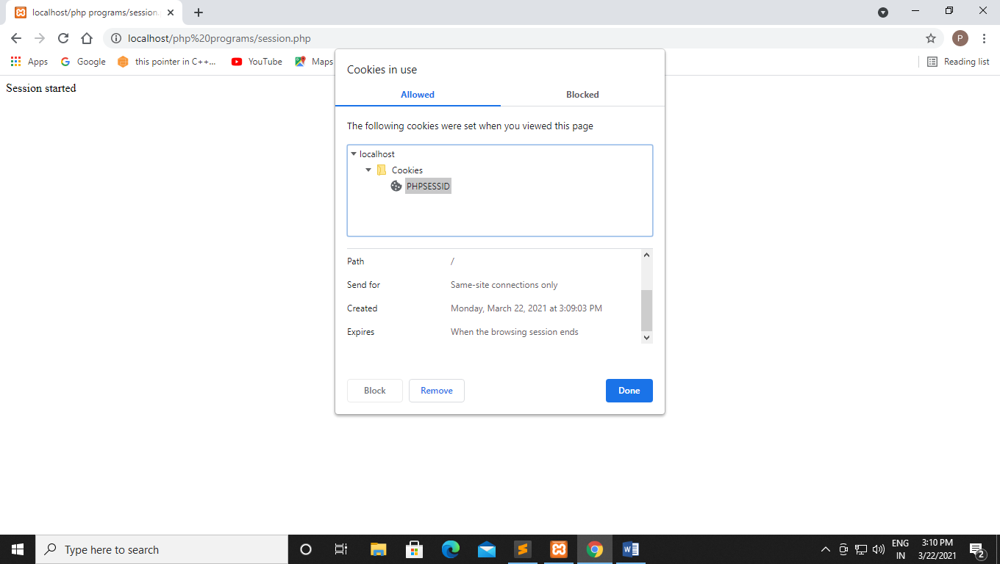 localhost/php programs/session.
localhost/php%20programs/session.php
P
Apps
Google
this pointer in C++...
YouTube
Maps
Reading list
Session started
Cookies in use
Allowed
Blocked
The following cookies were set when you viewed this page
localhost
Cookies
PHPSESSID
Path
/
Send for
Same-site connections only
Created
Monday, March 22, 2021 at 3:09:03 PM
Expires
When the browsing session ends
Block
Remove
Done
Type here to search
ENG
IN
3:10 PM
3/22/2021
2